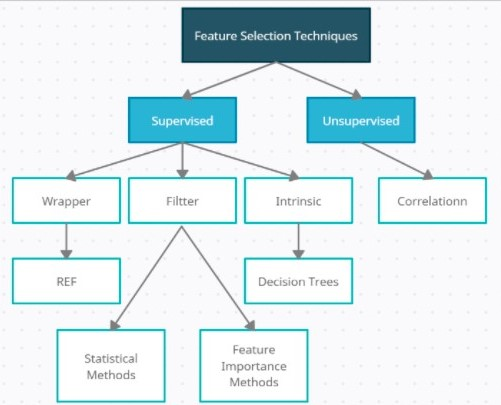 Feature Selection Techniques
Supervised
Unsupervised
Wrapper
Filtter
Intrinsic
Correlationn
REF
Decision Trees
Statistical
Methods
Feature
Importance
Methods